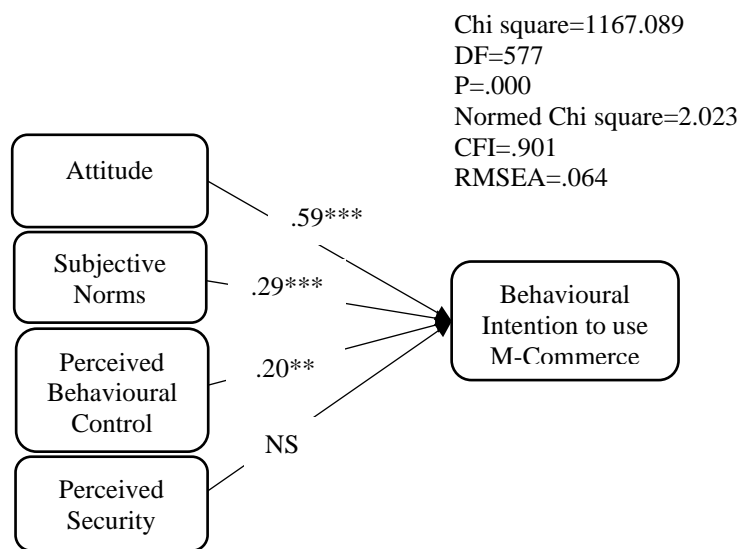 Chi square=1167.089
DF=577
P=.000
Normed Chi square=2.023
CFI=.901
RMSEA=.064
Attitude
.59***
Subjective
Norms
.29***
Behavioural
Intention to use
M-Commerce
Perceived
Behavioural
Control
.20**
NS
Perceived
Security